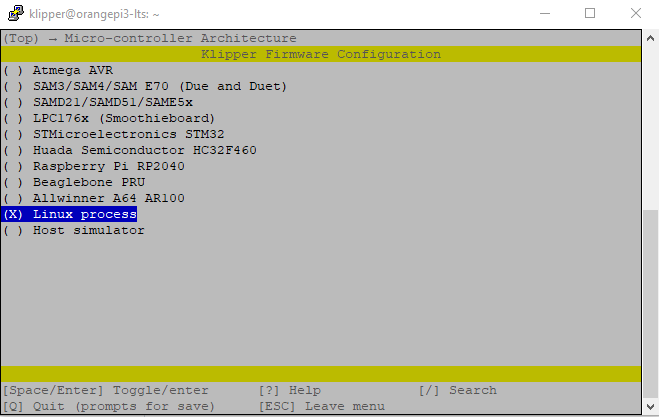 klipper@orangepi3-lts: ~
(Top) → Micro-controller Architecture
Klipper Firmware Configuration
( ) Atmega AVR
( ) SAM3/SAM4/SAM E70 (Due and Duet)
( ) SAMD21/SAMD51/SAME5x
( ) LPC176x (Smoothieboard)
( ) STMicroelectronics STM32
( ) Huada Semiconductor HC32F460
( ) Raspberry Pi RP2040
( ) Beaglebone PRU
( ) Allwinner A64 AR100
(X) Linux process
( ) Host simulator
[Space/Enter] Toggle/enter [?] Help [/] Search
[Q] Quit (prompts for save) [ESC] Leave menu